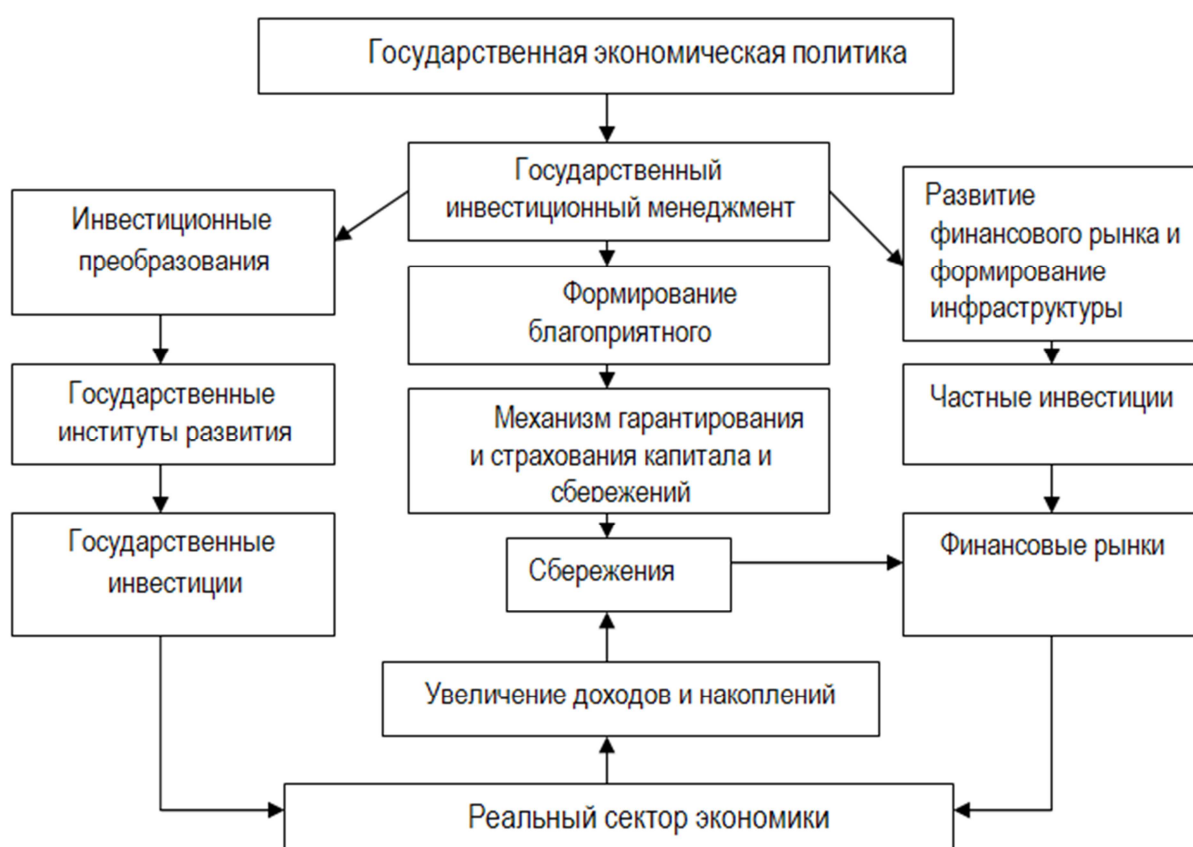 Государственная экономическая политика
Государственный
инвестиционный менеджмент
Инвестиционные
преобразования
Развитие
финансового рынка и
формирование
инфраструктуры
Формирование
благоприятного
Государственные
институты развития
Механизм гарантирования
и страхования капитала и
сбережений
Частные инвестиции
Государственные
инвестиции
Сбережения
Финансовые рынки
Увеличение доходов и накоплений
Реальный сектор экономики